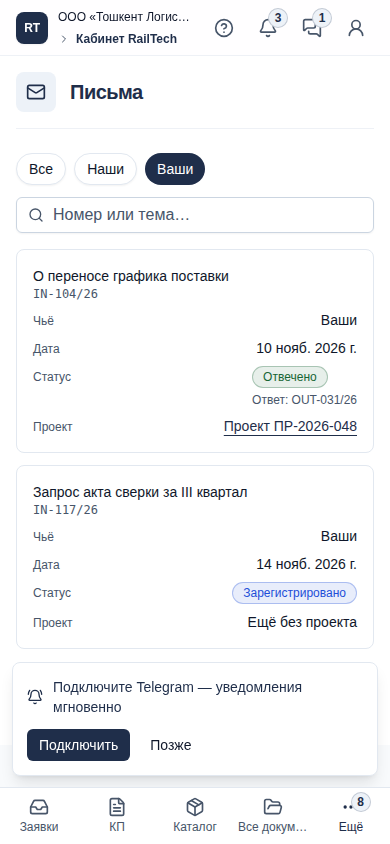 RT
ООО «Тошкент Логис…
Кабинет RailTech
3
1
Письма
Все
Наши
Ваши
Номер или тема…
О переносе графика поставки
IN-104/26
Чьё
Ваши
Дата
10 нояб. 2026 г.
Статус
Отвечено
Ответ: OUT-031/26
Проект
Проект ПР-2026-048
Запрос акта сверки за III квартал
IN-117/26
Чьё
Ваши
Дата
14 нояб. 2026 г.
Статус
Зарегистрировано
Проект
Ещё без проекта
Подключите Telegram — уведомления
мгновенно
Подключить
Позже
8
Заявки
КП
Каталог
Все докум…
Ещё